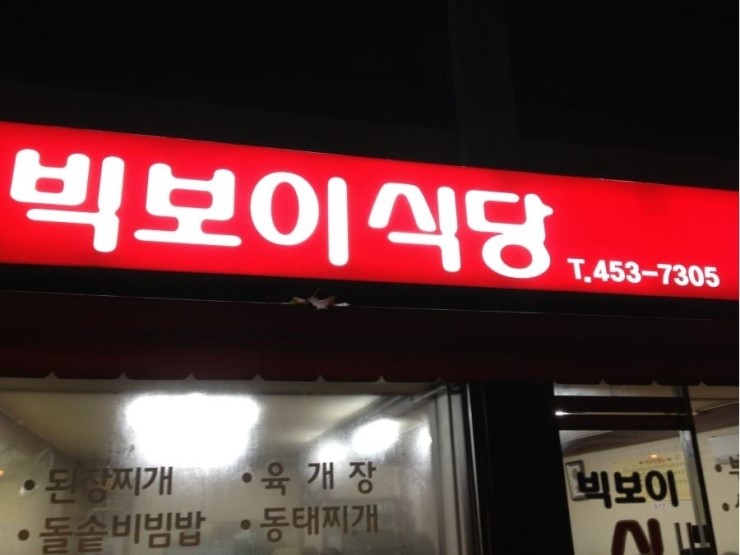 빅보이식당 T.453-7305
• 된장찌개 • 육개장
• 돌솥비빔밥 • 동태찌개
빅보이